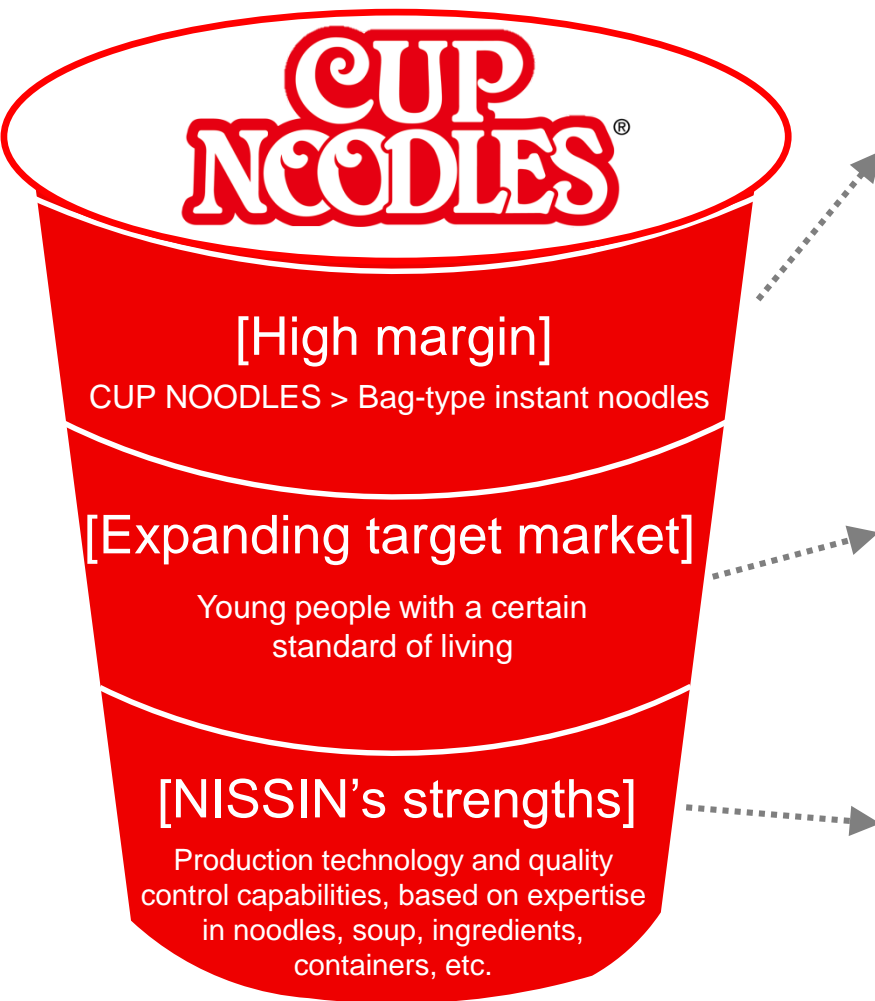 CUP
NOODLES®
[High margin]
CUP NOODLES > Bag-type instant noodles
[Expanding target market]
Young people with a certain
standard of living
[NISSIN’s strengths]
Production technology and quality
control capabilities, based on expertise
in noodles, soup, ingredients,
containers, etc.